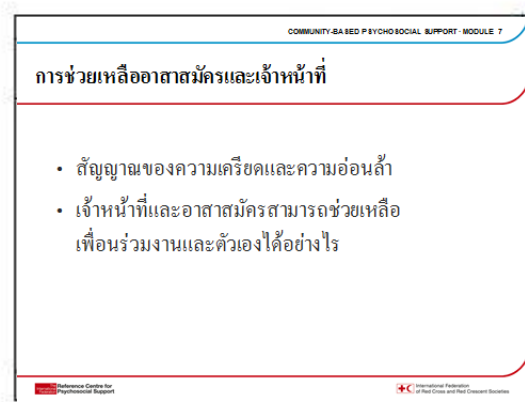 COMMUNITY-BASED PSYCHOSOCIAL SUPPORT · MODULE 7
การช่วยเหลืออาสาสมัครและเจ้าหน้าที่
• สัญญาณของความเครียดและความอ่อนล้า
• เจ้าหน้าที่และอาสาสมัครสามารถช่วยเหลือ
เพื่อนร่วมงานและตัวเองได้อย่างไร
Reference Centre for
Psychosocial Support
International Federation
of Red Cross and Red Crescent Societies